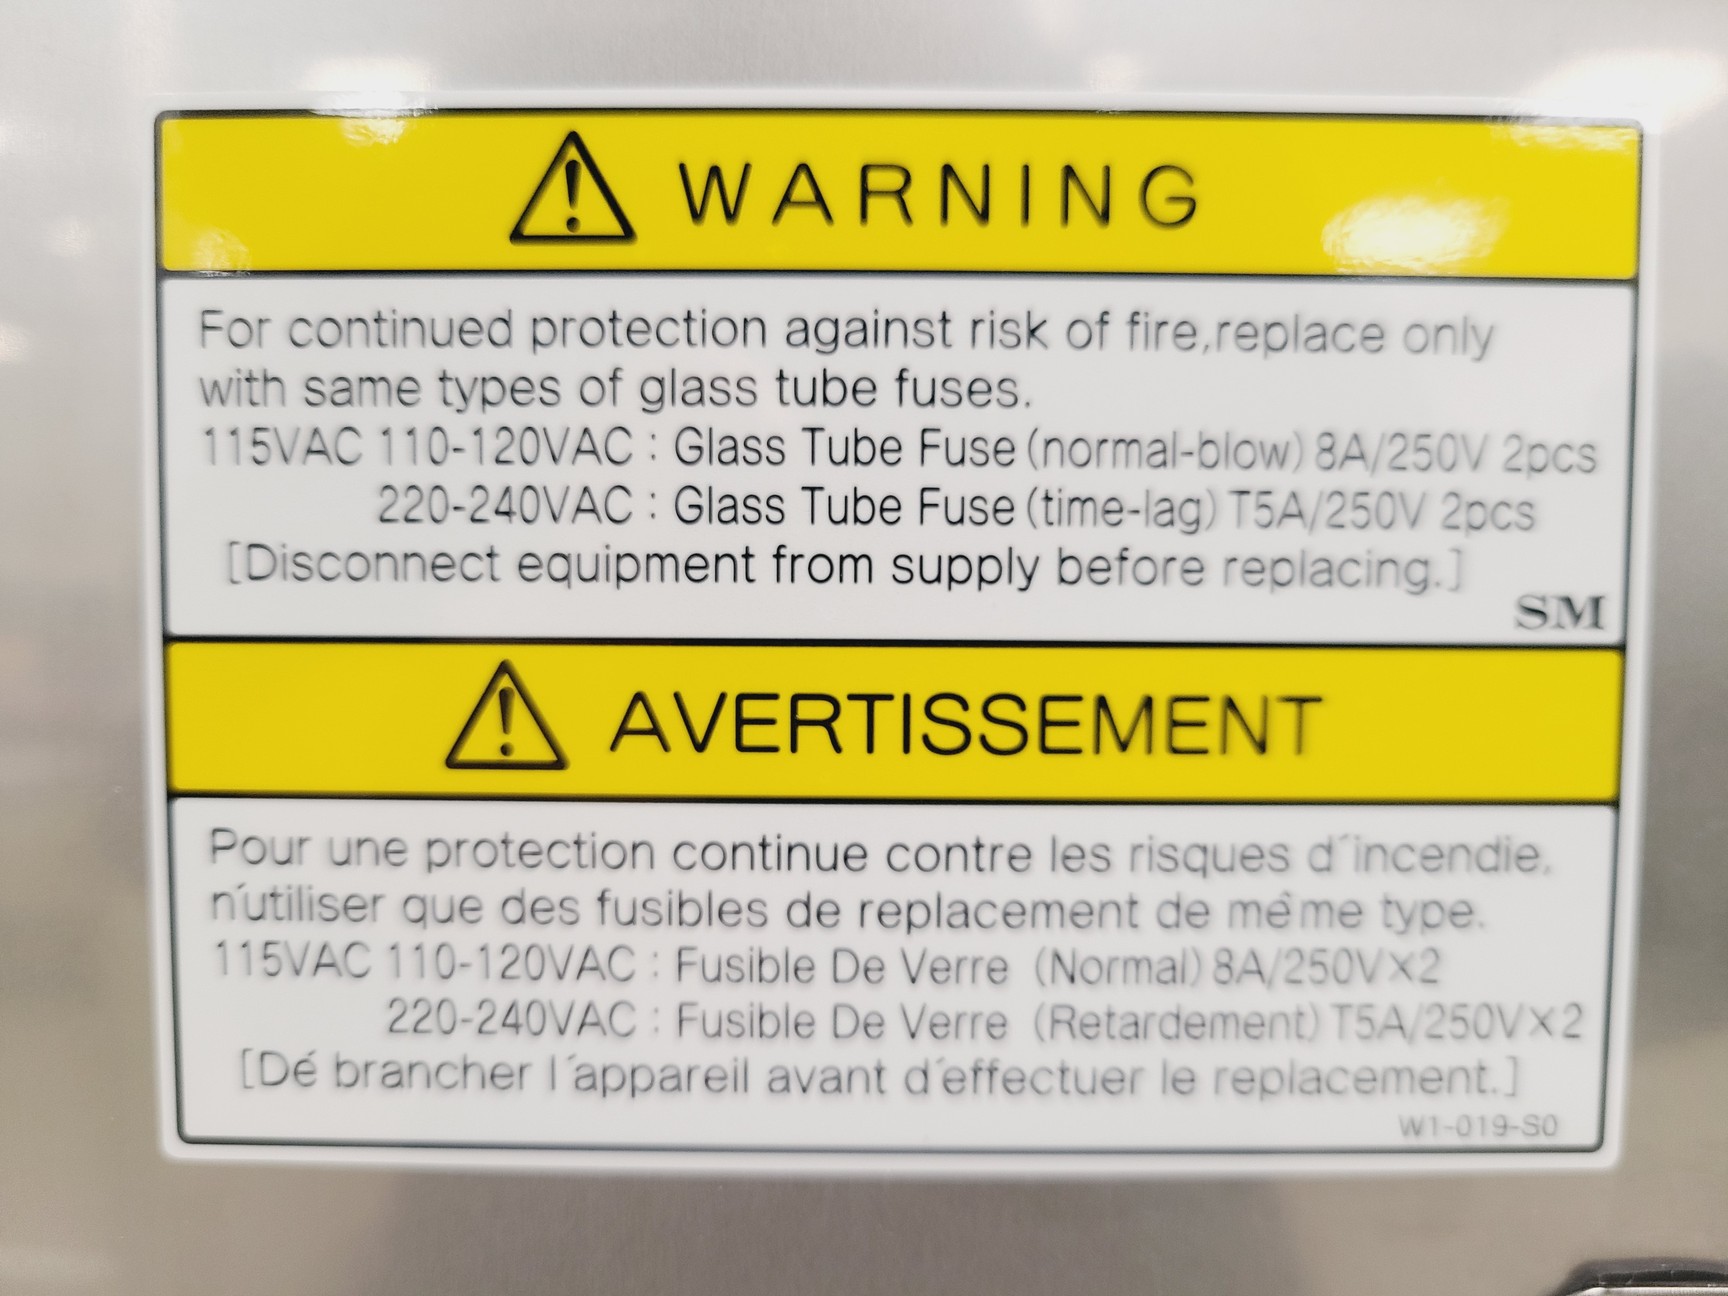 WARNING
For continued protection against risk of fire,replace only
with same types of glass tube fuses.
115VAC 110-120VAC : Glass Tube Fuse (normal-blow) 8A/250V 2pcs
220-240VAC : Glass Tube Fuse (time-lag) T5A/250V 2pcs
[Disconnect equipment from supply before replacing.]
SM
AVERTISSEMENT
Pour une protection continue contre les risques d´incendie,
n´utiliser que des fusibles de replacement de même type.
115VAC 110-120VAC : Fusible De Verre (Normal) 8A/250V×2
220-240VAC : Fusible De Verre (Retardement) T5A/250V×2
[Dé brancher l´appareil avant d´effectuer le replacement.]
W1-019-S0